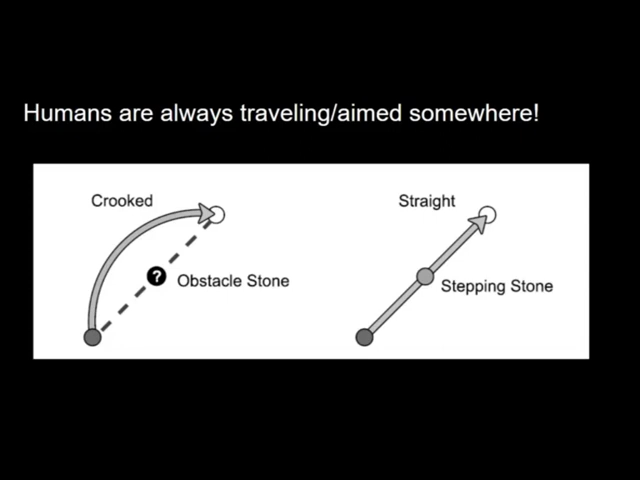 Humans are always traveling/aimed somewhere!
Crooked
Straight
?
Obstacle Stone
Stepping Stone